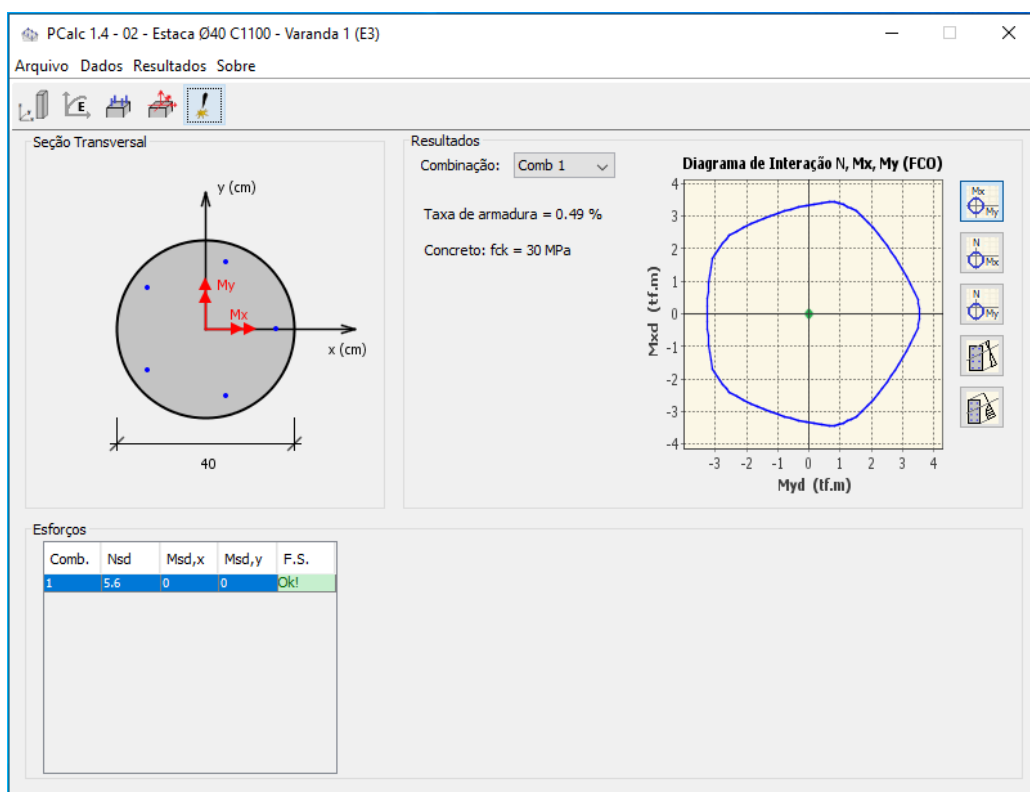 PCalc 1.4 - 02 - Estaca Ø40 C1100 - Varanda 1 (E3)
Arquivo Dados Resultados Sobre
E
Seção Transversal
y (cm)
My
Mx
x (cm)
40
Resultados
Combinação: Comb 1
Taxa de armadura = 0.49 %
Concreto: fck = 30 MPa
Diagrama de Interação N, Mx, My (FCO)
4
3
2
1
0
-1
-2
-3
-4
Mxd (tf.m)
-3 -2 -1 0 1 2 3 4
Myd (tf.m)
Mx
My
N
Mx
N
My
Esforços
Comb. Nsd Msd,x Msd,y F.S.
1 5.6 0 0 Ok!